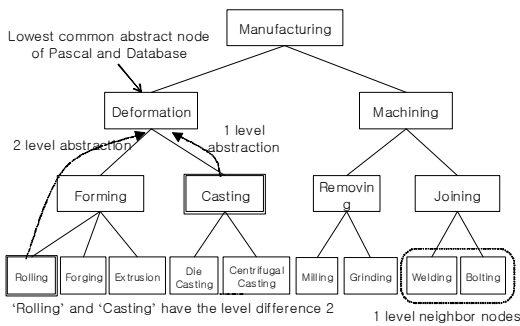 Manufacturing
Lowest common abstract node
of Pascal and Database
Deformation
Machining
2 level abstraction
1 level
abstraction
Forming
Casting
Removin
g
Joining
Rolling
Forging
Extrusion
Die
Casting
Centrifugal
Casting
Milling
Grinding
Welding
Bolting
'Rolling' and 'Casting' have the level difference 2
1 level neighbor nodes